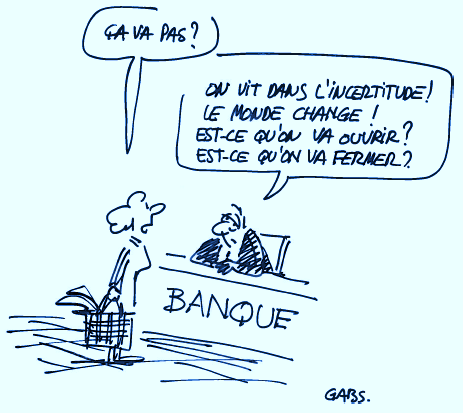 ÇA VA PAS?
ON VIT DANS L'INCERTITUDE!
LE MONDE CHANGE!
EST-CE QU'ON VA OUVRIR?
EST-CE QU'ON VA FERMER?
BANQUE
GABS.